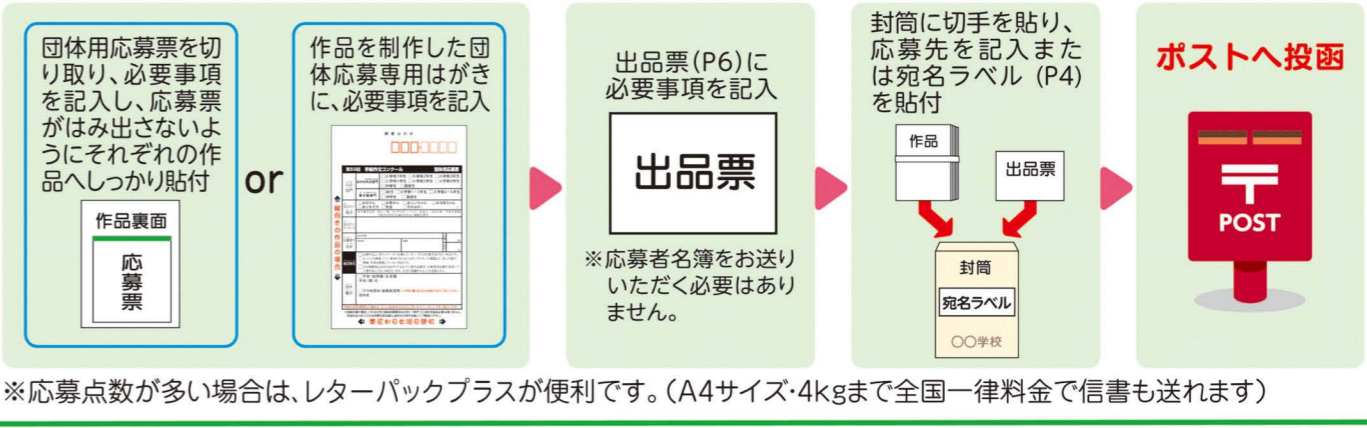 団体用応募票を切
り取り、必要事項
を記入し、応募票
がはみ出さないよ
うにそれぞれの作
品へしっかり貼付
作品裏面
応募票
or
作品を制作した団
体応募専用はがき
に、必要事項を記入
出品票(P6)に
必要事項を記入
出品票
※応募者名簿をお送り
いただく必要はあり
ません。
封筒に切手を貼り、
応募先を記入また
は宛名ラベル (P4)
を貼付
作品
出品票
封筒
宛名ラベル
〇〇学校
ポストへ投函
POST
※応募点数が多い場合は、レターパックプラスが便利です。(A4サイズ・4kgまで全国一律料金で信書も送れます)